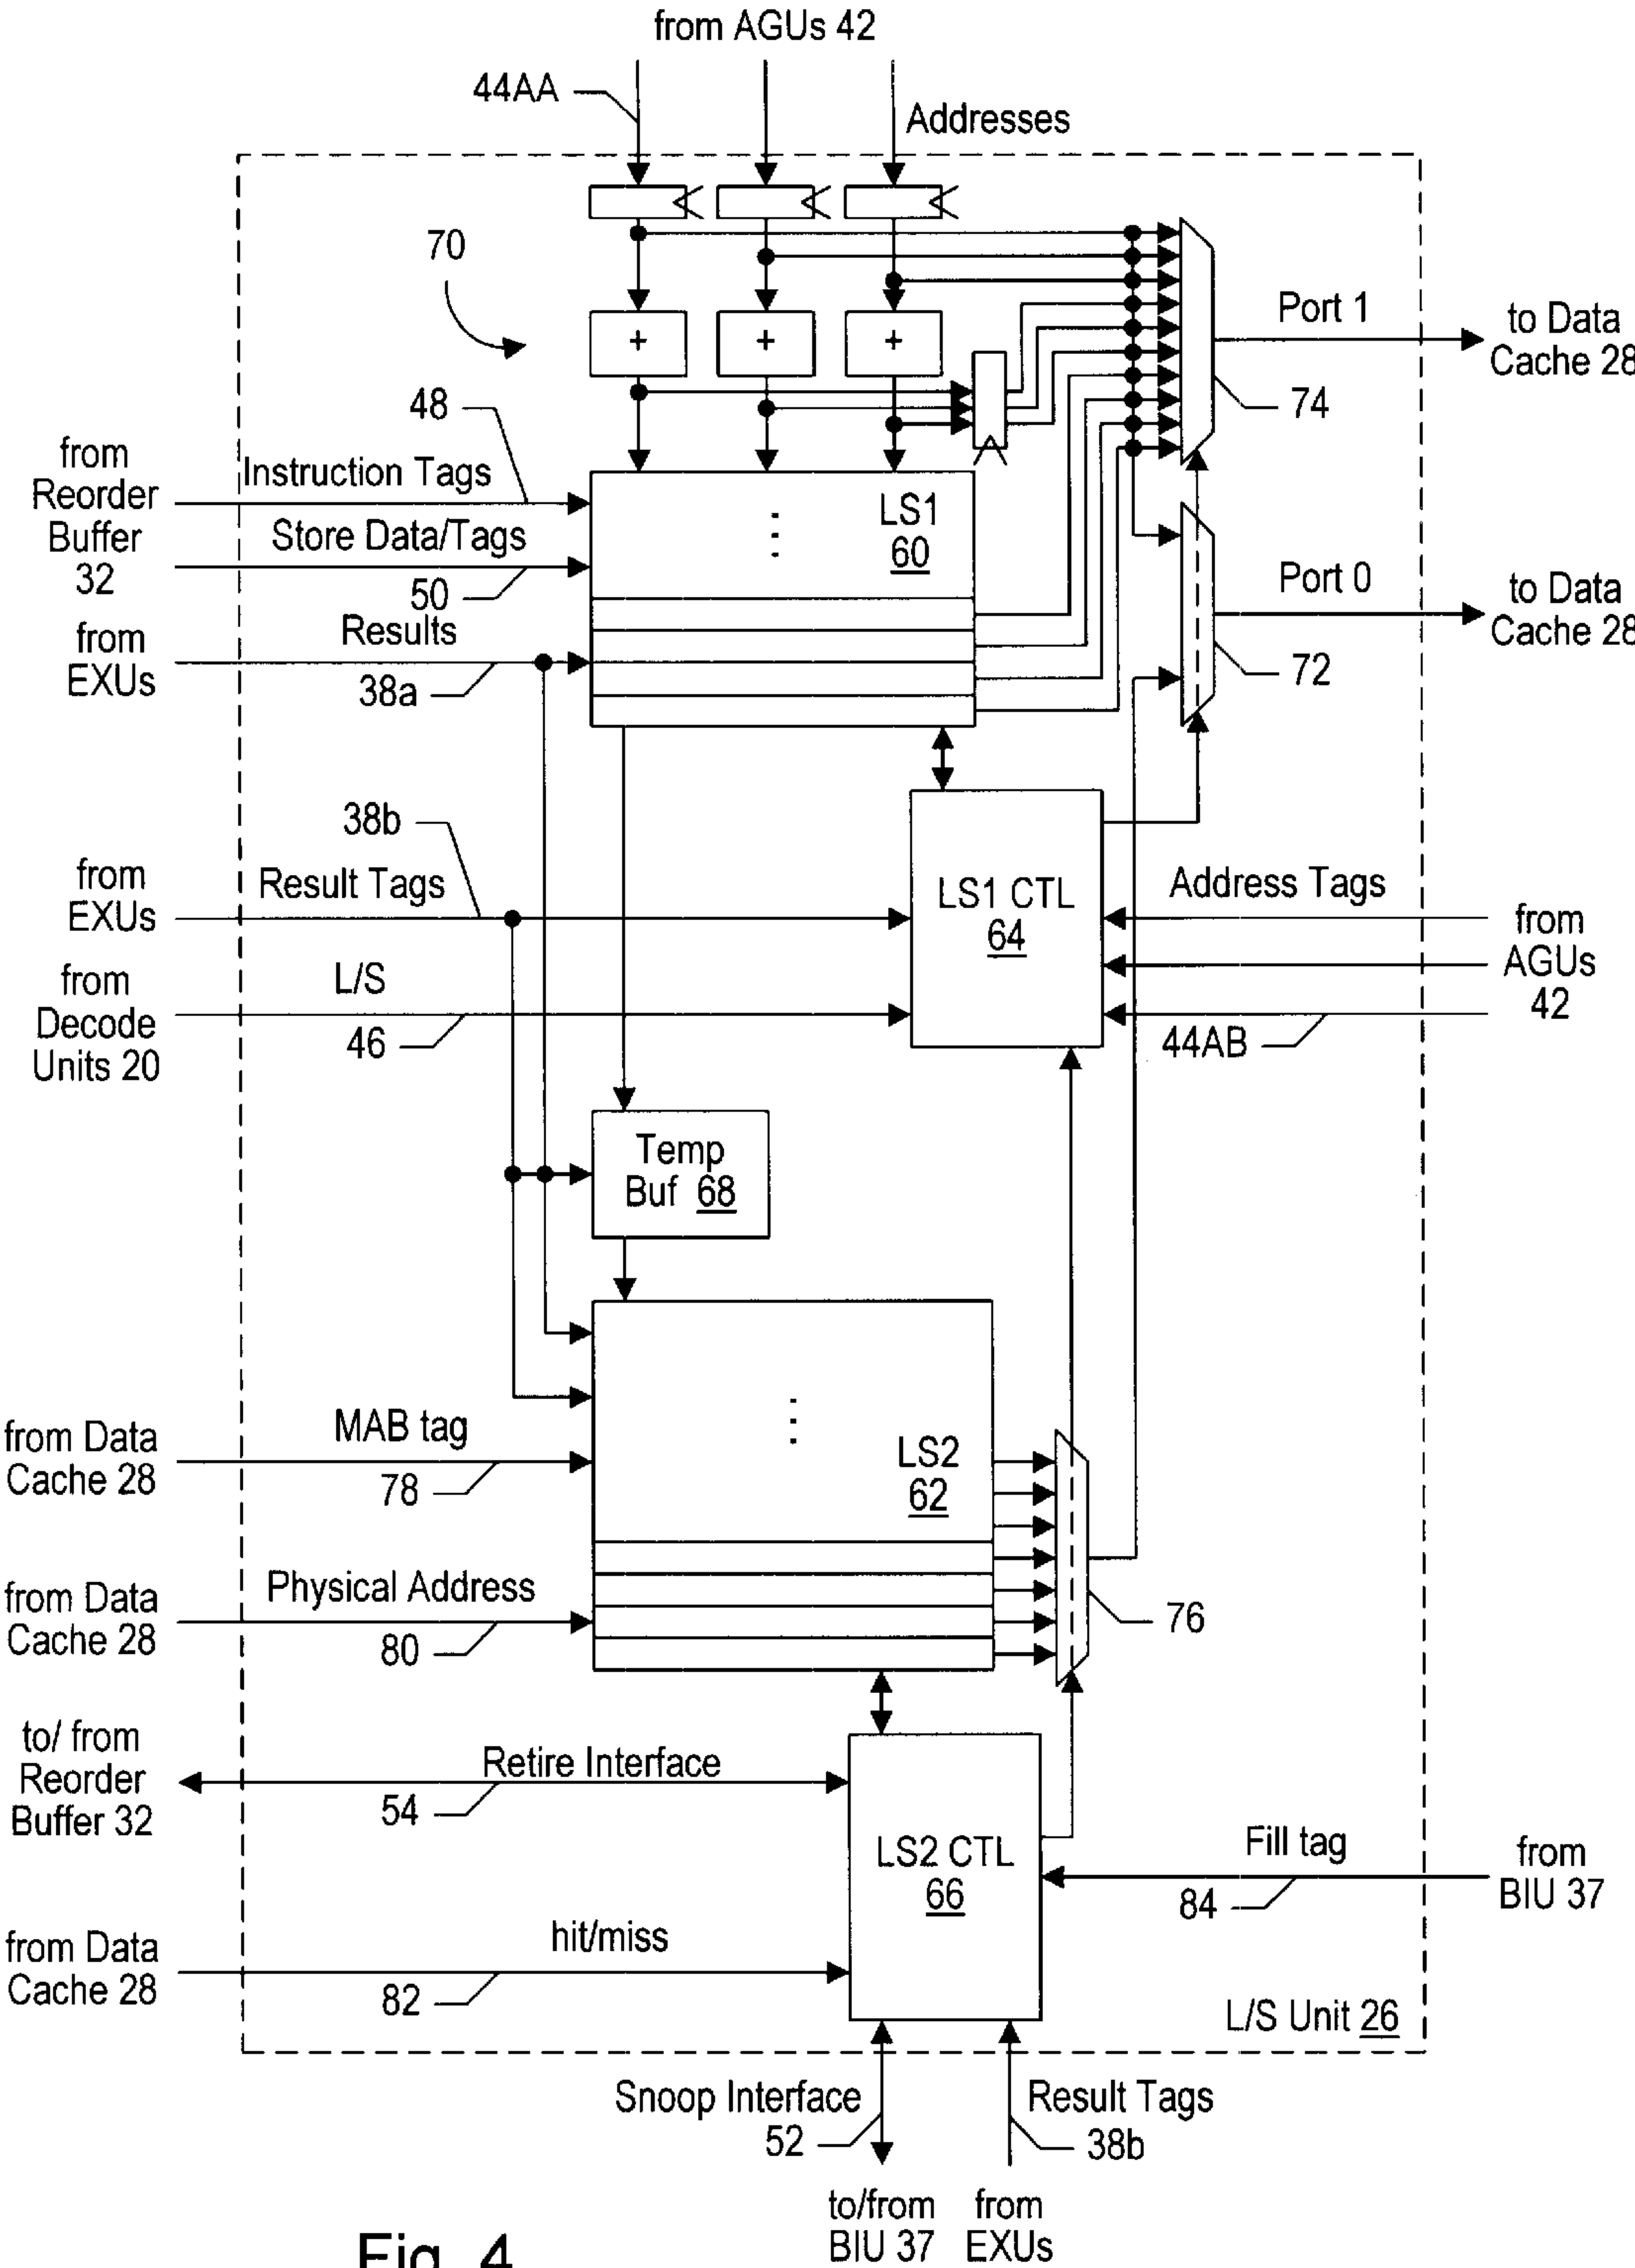 from AGUs 42
44AA
Addresses
70
+
+
+
Port 1
to Data
Cache 28
74
48
from
Reorder
Buffer
32
Instruction Tags
Store Data/Tags
50
LS1
60
Port 0
to Data
Cache 28
72
from
EXUs
Results
38a
38b
from
EXUs
Result Tags
LS1 CTL
64
Address Tags
from
AGUs
42
44AB
from
Decode
Units 20
L/S
46
Temp
Buf 68
from Data
Cache 28
MAB tag
78
LS2
62
from Data
Cache 28
Physical Address
80
76
to/ from
Reorder
Buffer 32
Retire Interface
54
LS2 CTL
66
Fill tag
84
from
BIU 37
from Data
Cache 28
hit/miss
82
L/S Unit 26
Snoop Interface
52
Result Tags
38b
to/from
BIU 37
from
EXUs
Fig. 4